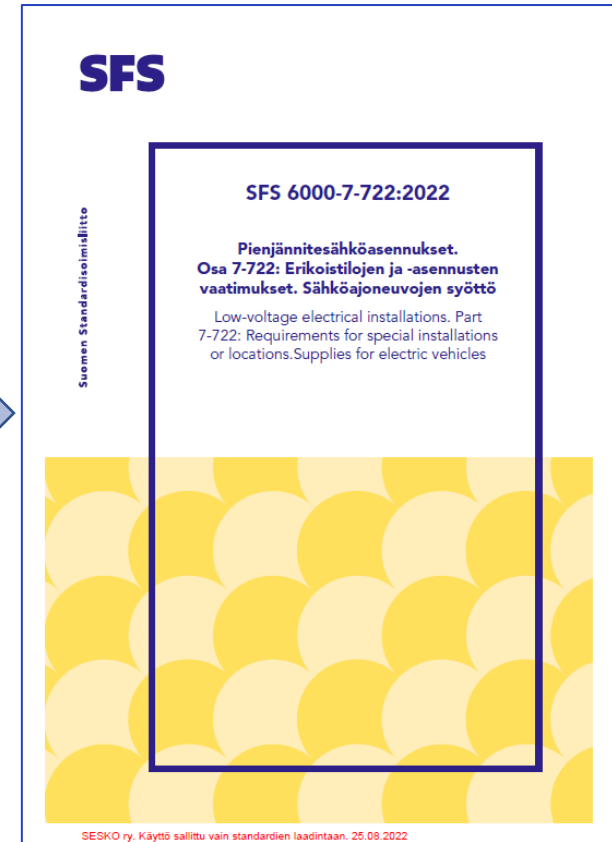 SFS
Suomen Standardisoimisliitto
SFS 6000-7-722:2022
Pienjännitesähköasennukset.
Osa 7-722: Erikoistilojen ja -asennusten
vaatimukset. Sähköajoneuvojen syöttö
Low-voltage electrical installations. Part
7-722: Requirements for special installations
or locations.Supplies for electric vehicles
SESKO ry. Käyttö sallittu vain standardien laadintaan. 25.08.2022